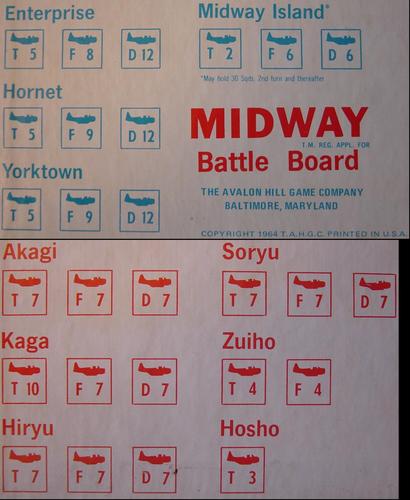 Enterprise
T 5 F 8 D 12
Midway Island*
T 2 F 6 D 6
*May hold 30 Sqds. 2nd turn and thereafter
Hornet
T 5 F 9 D 12
Yorktown
T 5 F 9 D 12
MIDWAY
T.M. REG. APPL. FOR
Battle Board
THE AVALON HILL GAME COMPANY
BALTIMORE, MARYLAND
COPYRIGHT 1964 T.A.H.G.C. PRINTED IN U.S.A.
Akagi
T 7 F 7 D 7
Soryu
T 7 F 7 D 7
Kaga
T 10 F 7 D 7
Zuiho
T 4 F 4
Hiryu
T 7 F 7 D 7
Hosho
T 3